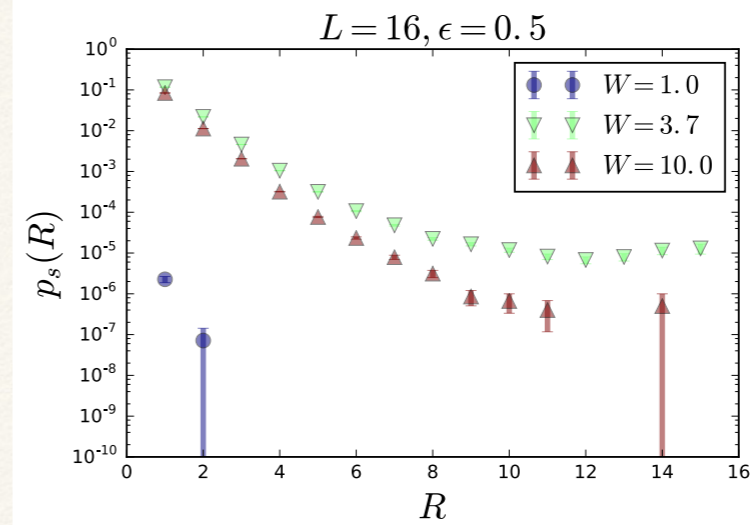 L = 16, ϵ = 0.5
10^0
10^-1
10^-2
10^-3
10^-4
10^-5
10^-6
10^-7
10^-8
10^-9
10^-10
p_s(R)
W = 1.0
W = 3.7
W = 10.0
0 2 4 6 8 10 12 14 16
R